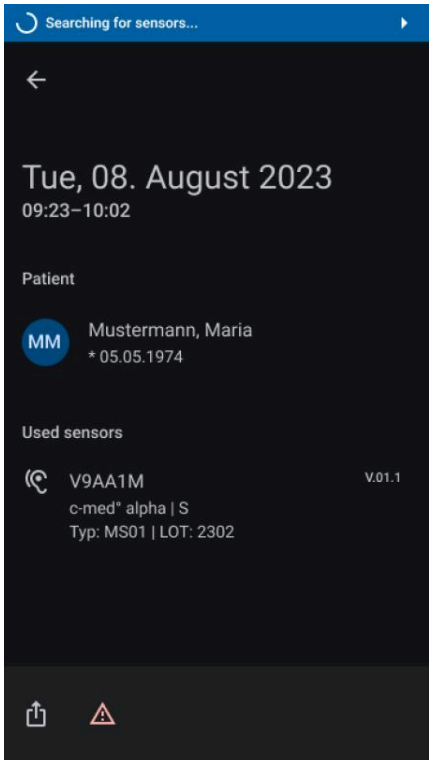 Searching for sensors...
Tue, 08. August 2023
09:23–10:02
Patient
MM
Mustermann, Maria
* 05.05.1974
Used sensors
V9AA1M
V.01.1
c-med° alpha | S
Typ: MS01 | LOT: 2302